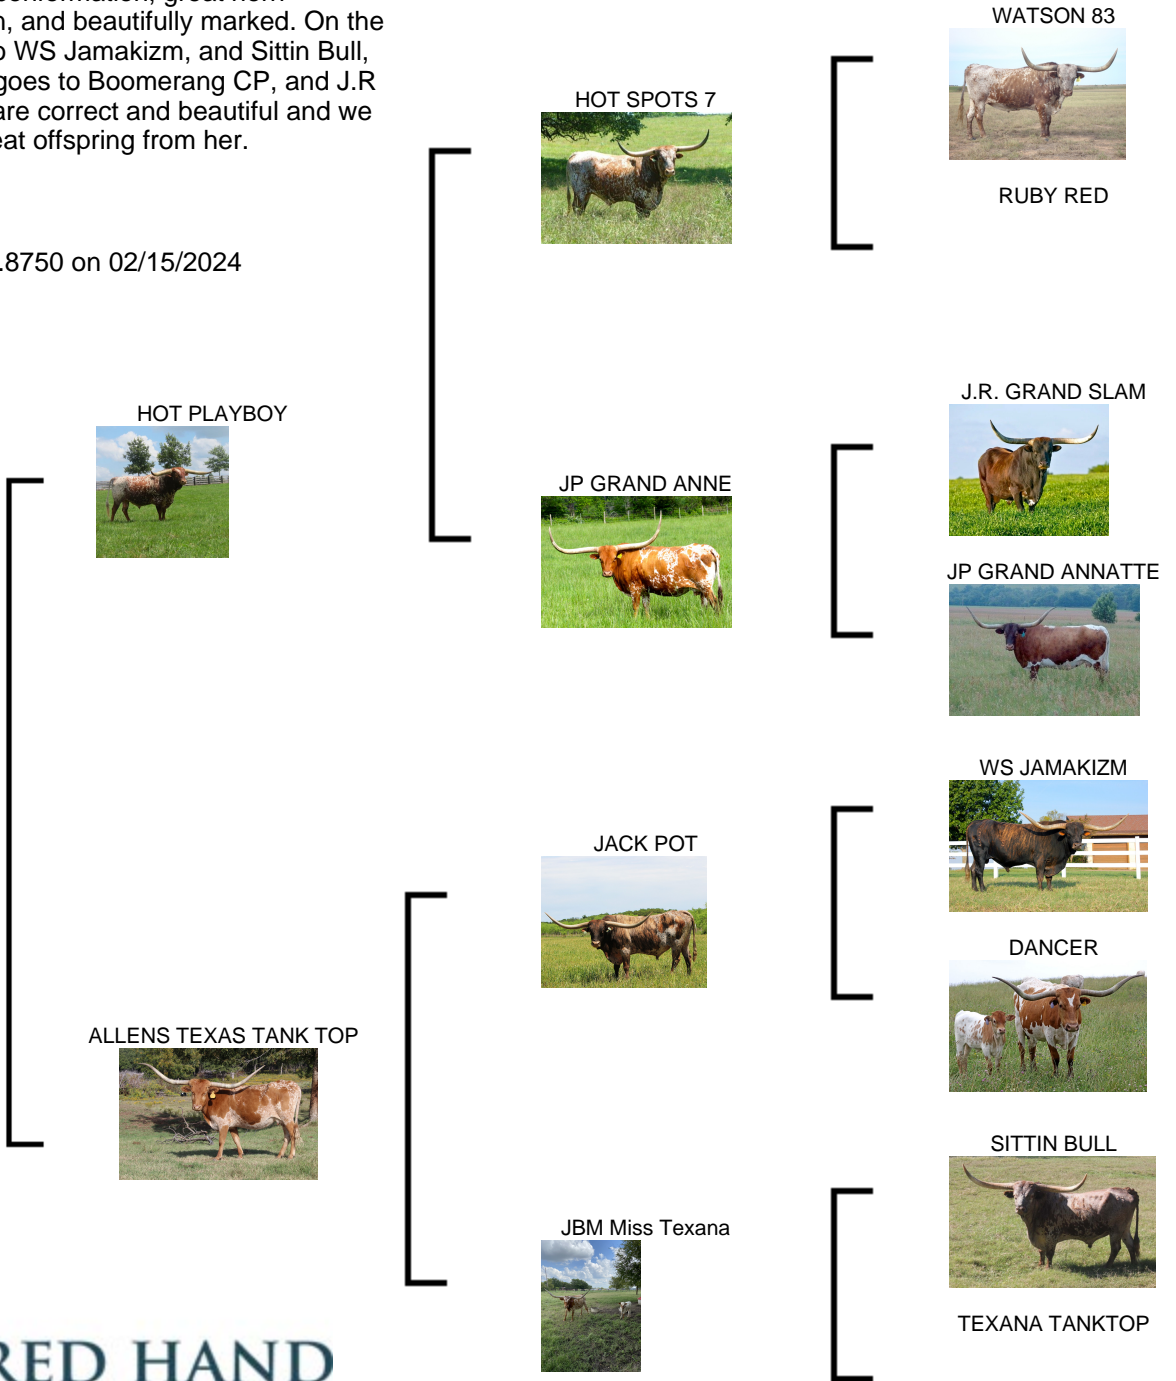 n, and beautifully marked. On the
WS Jamakizm, and Sittin Bull,
goes to Boomerang CP, and J.R
are correct and beautiful and we
eat offspring from her.
.8750 on 02/15/2024
WATSON 83
HOT SPOTS 7
RUBY RED
J.R. GRAND SLAM
HOT PLAYBOY
JP GRAND ANNE
JP GRAND ANNATTE
WS JAMAKIZM
JACK POT
DANCER
ALLENS TEXAS TANK TOP
SITTIN BULL
JBM Miss Texana
TEXANA TANKTOP
RED HAND